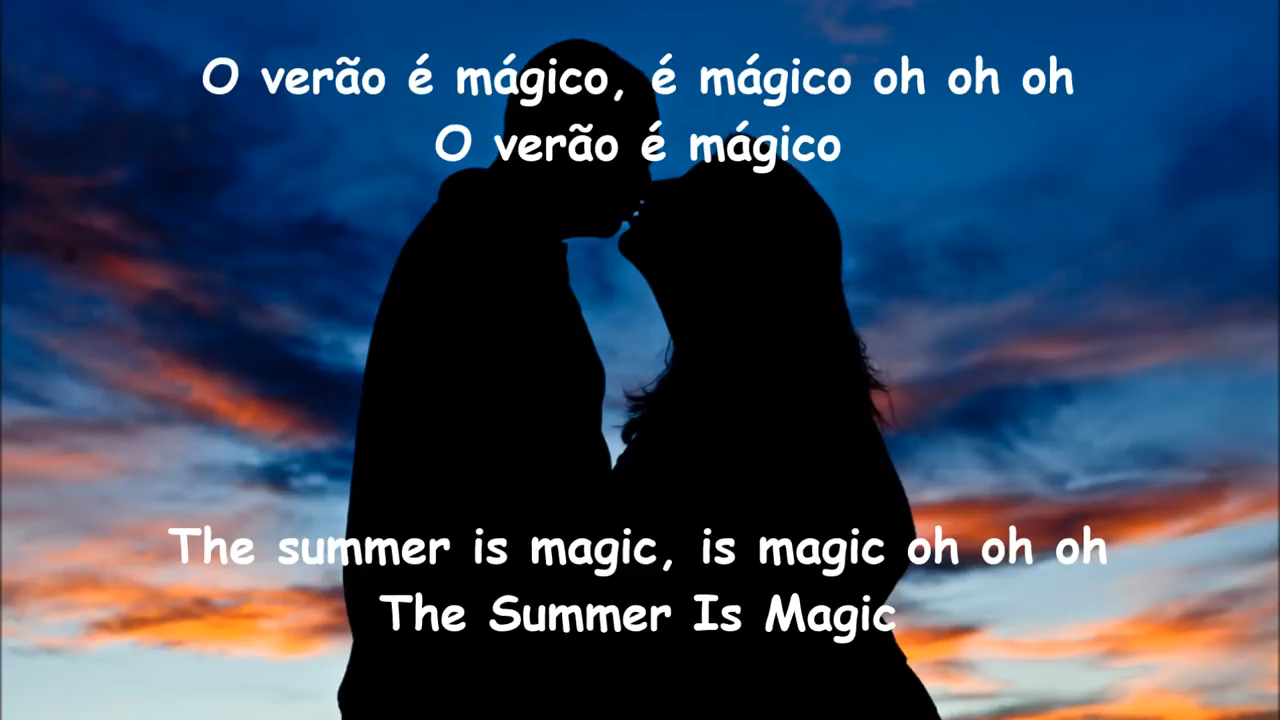 O verão é mágico, é mágico oh oh oh
O verão é mágico
The summer is magic, is magic oh oh oh
The Summer Is Magic